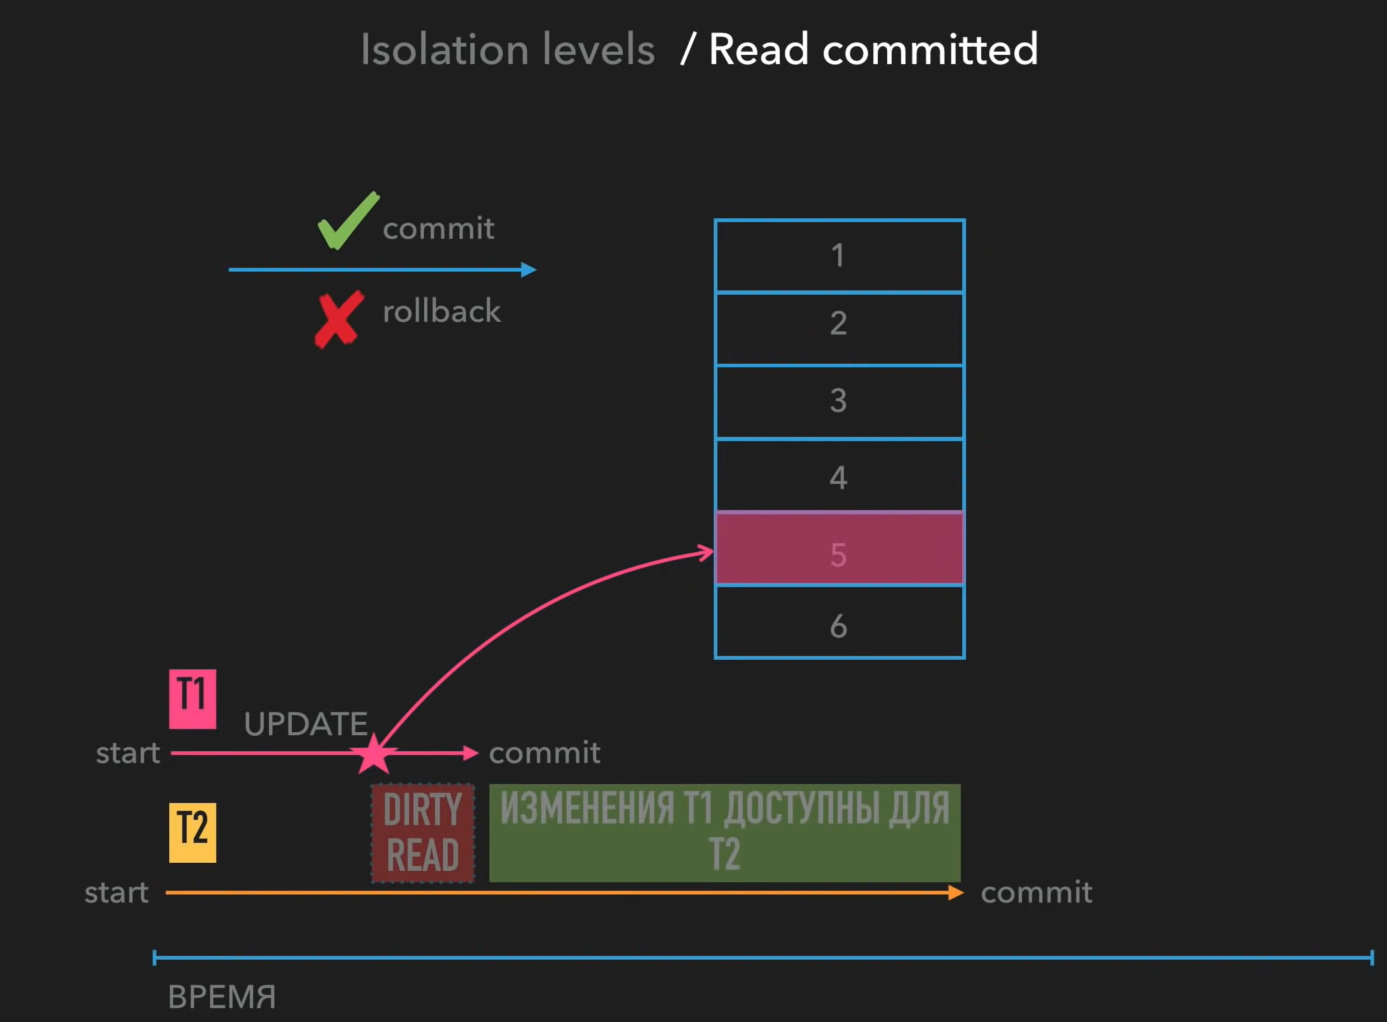 Isolation levels / Read committed
commit
rollback
1
2
3
4
5
6
T1
UPDATE
start
commit
DIRTY
READ
ИЗМЕНЕНИЯ T1 ДОСТУПНЫ ДЛЯ
T2
T2
start
commit
ВРЕМЯ